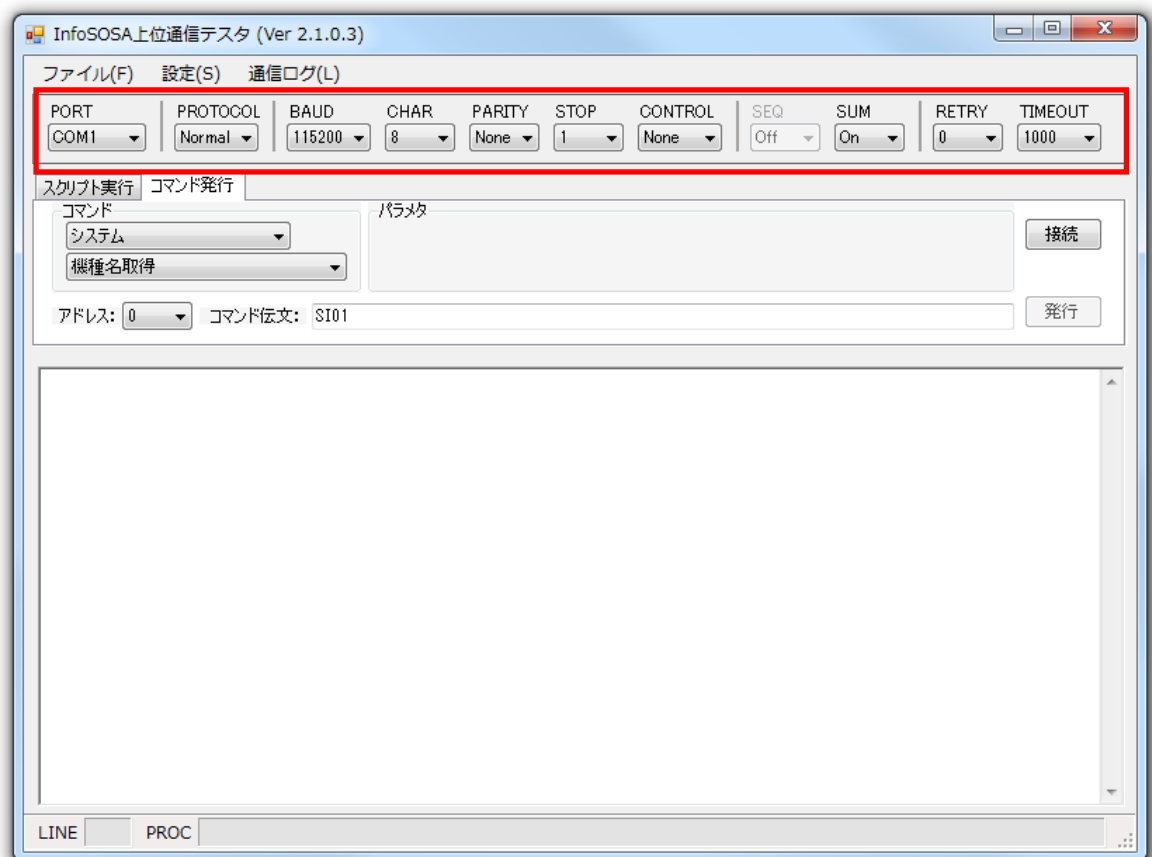 InfoSOSA上位通信テスタ (Ver 2.1.0.3)
ファイル(F) 設定(S) 通信ログ(L)
PORT PROTOCOL BAUD CHAR PARITY STOP CONTROL SEQ SUM RETRY TIMEOUT
COM1 Normal 115200 8 None 1 None Off On 0 1000
スクリプト実行 コマンド発行
コマンド パラメタ
システム 接続
機種名取得
アドレス: 0 コマンド伝文: SI01 発行
LINE PROC